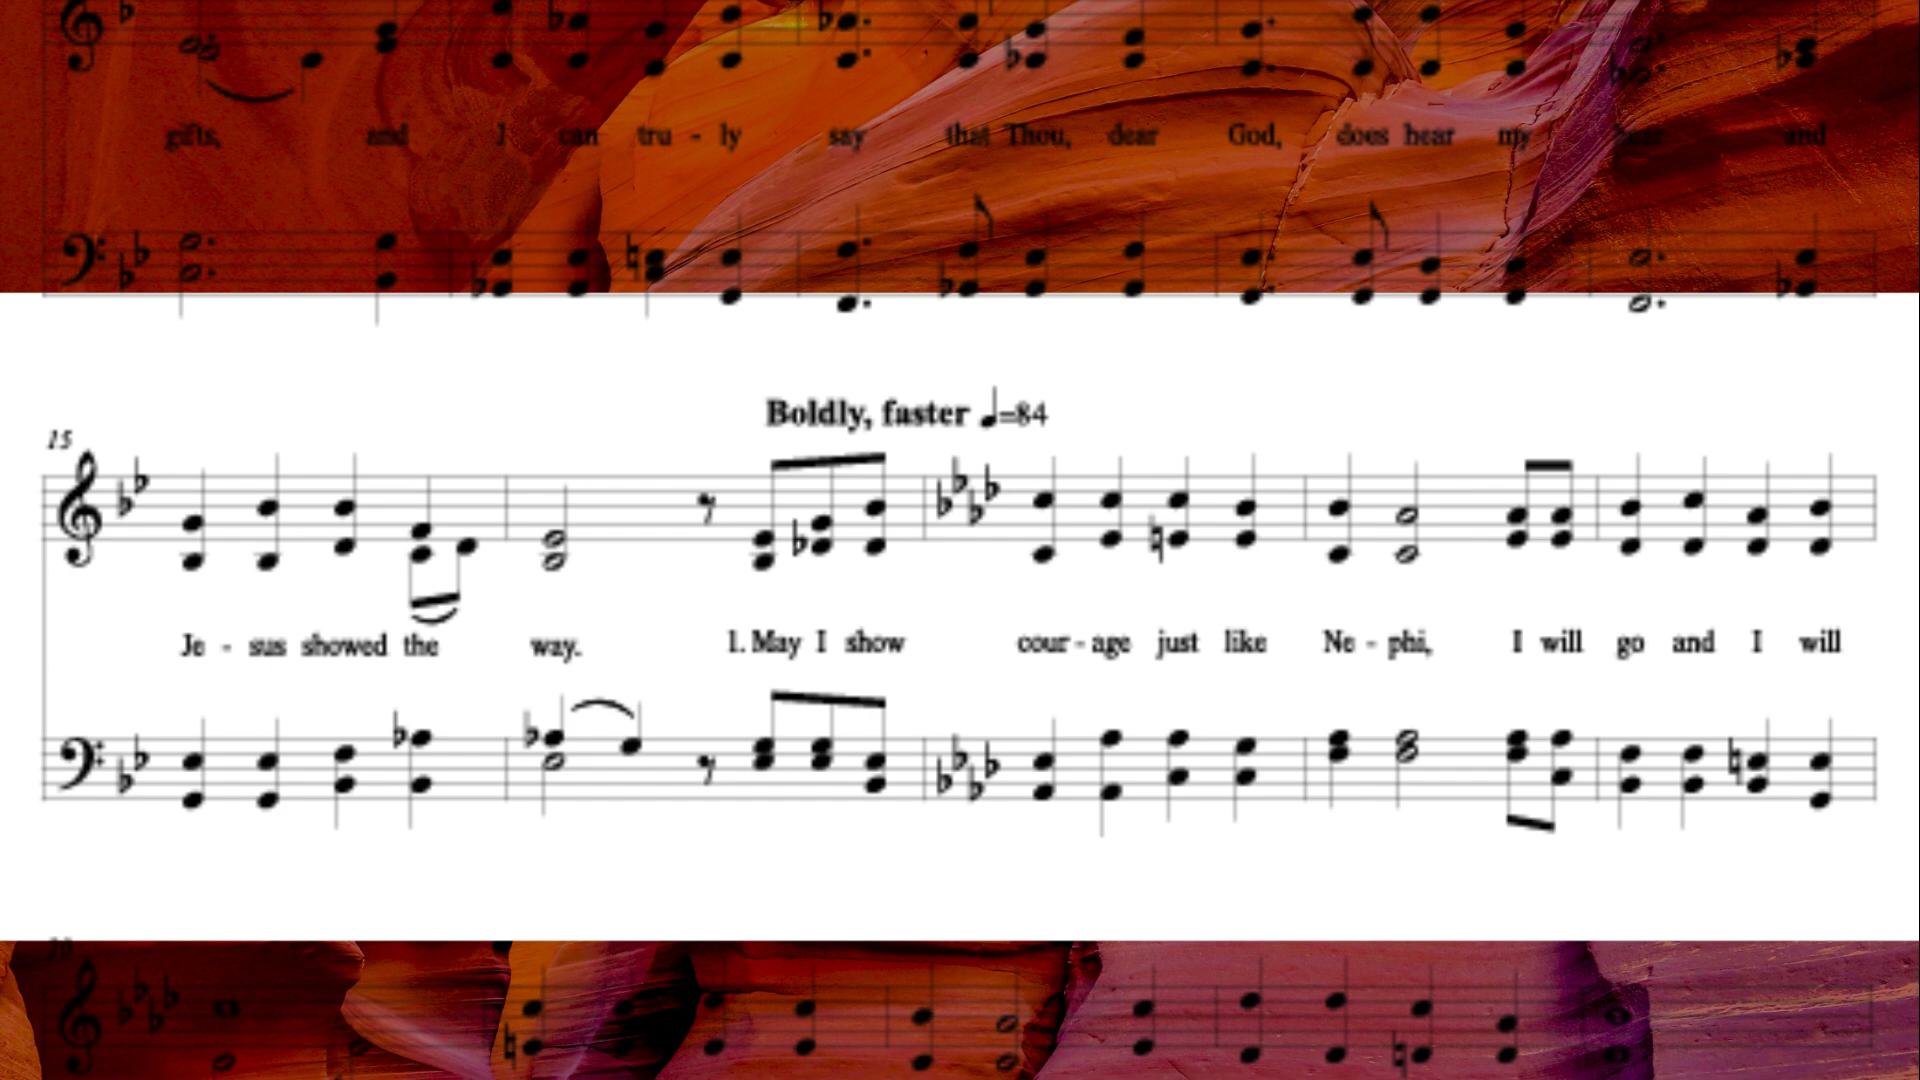 gifts, and I can tru - ly say that Thou, dear God, does hear my and
Boldly, faster ♩=84
15
Je - sus showed the way. 1. May I show cour - age just like Ne - phi, I will go and I will